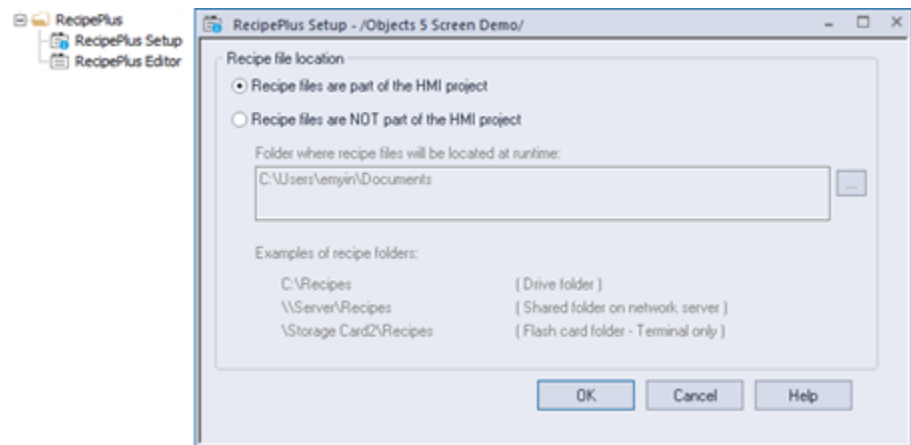 RecipePlus
RecipePlus Setup
RecipePlus Editor
RecipePlus Setup - /Objects 5 Screen Demo/
Recipe file location
Recipe files are part of the HMI project
Recipe files are NOT part of the HMI project
Folder where recipe files will be located at runtime:
C:\Users\emyin\Documents
...
Examples of recipe folders:
C:\Recipes ( Drive folder )
\\Server\Recipes ( Shared folder on network server )
\Storage Card2\Recipes ( Flash card folder - Terminal only )
OK Cancel Help